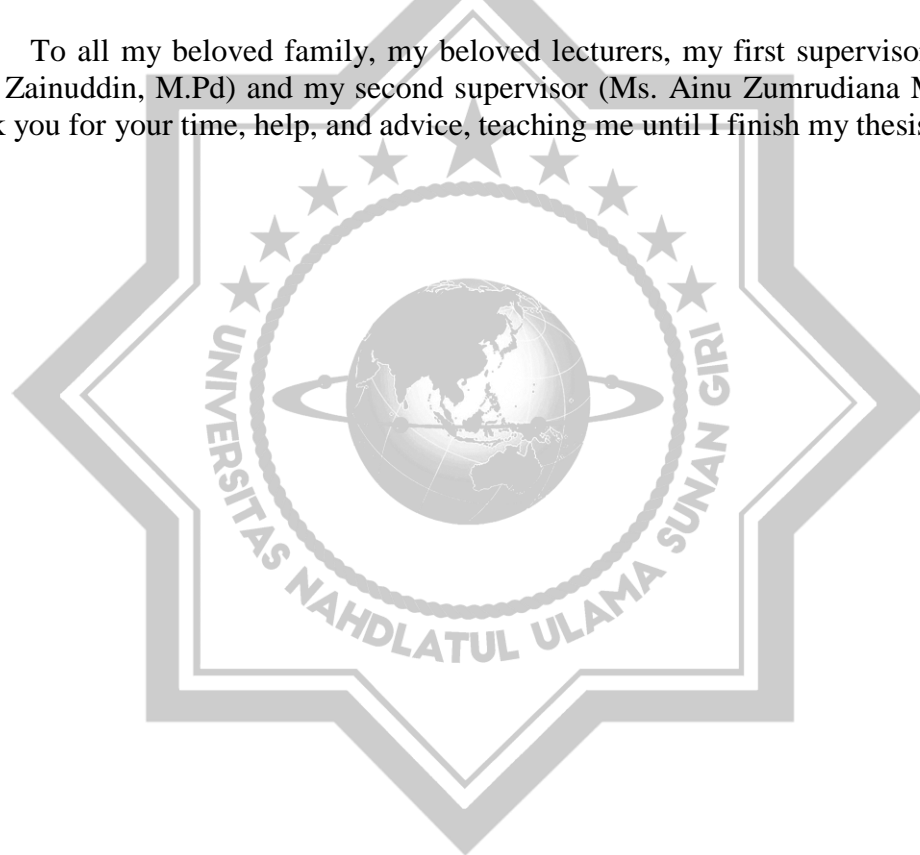 To all my beloved family, my beloved lecturers, my first supervisor
Zainuddin, M.Pd) and my second supervisor (Ms. Ainu Zumrudiana M
k you for your time, help, and advice, teaching me until I finish my thesis
UNIVERSITAS NAHDLATUL ULAMA SUNAN GIRI